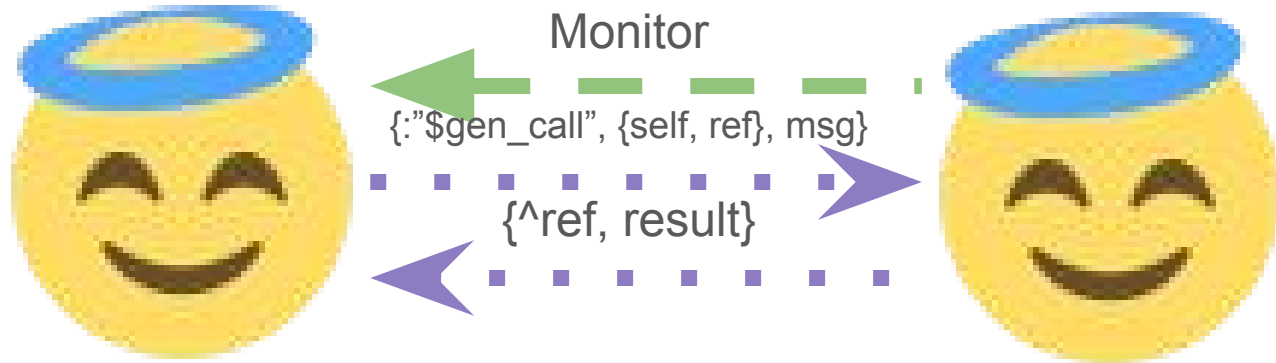 Monitor
{:”$gen_call”, {self, ref}, msg}
{^ref, result}